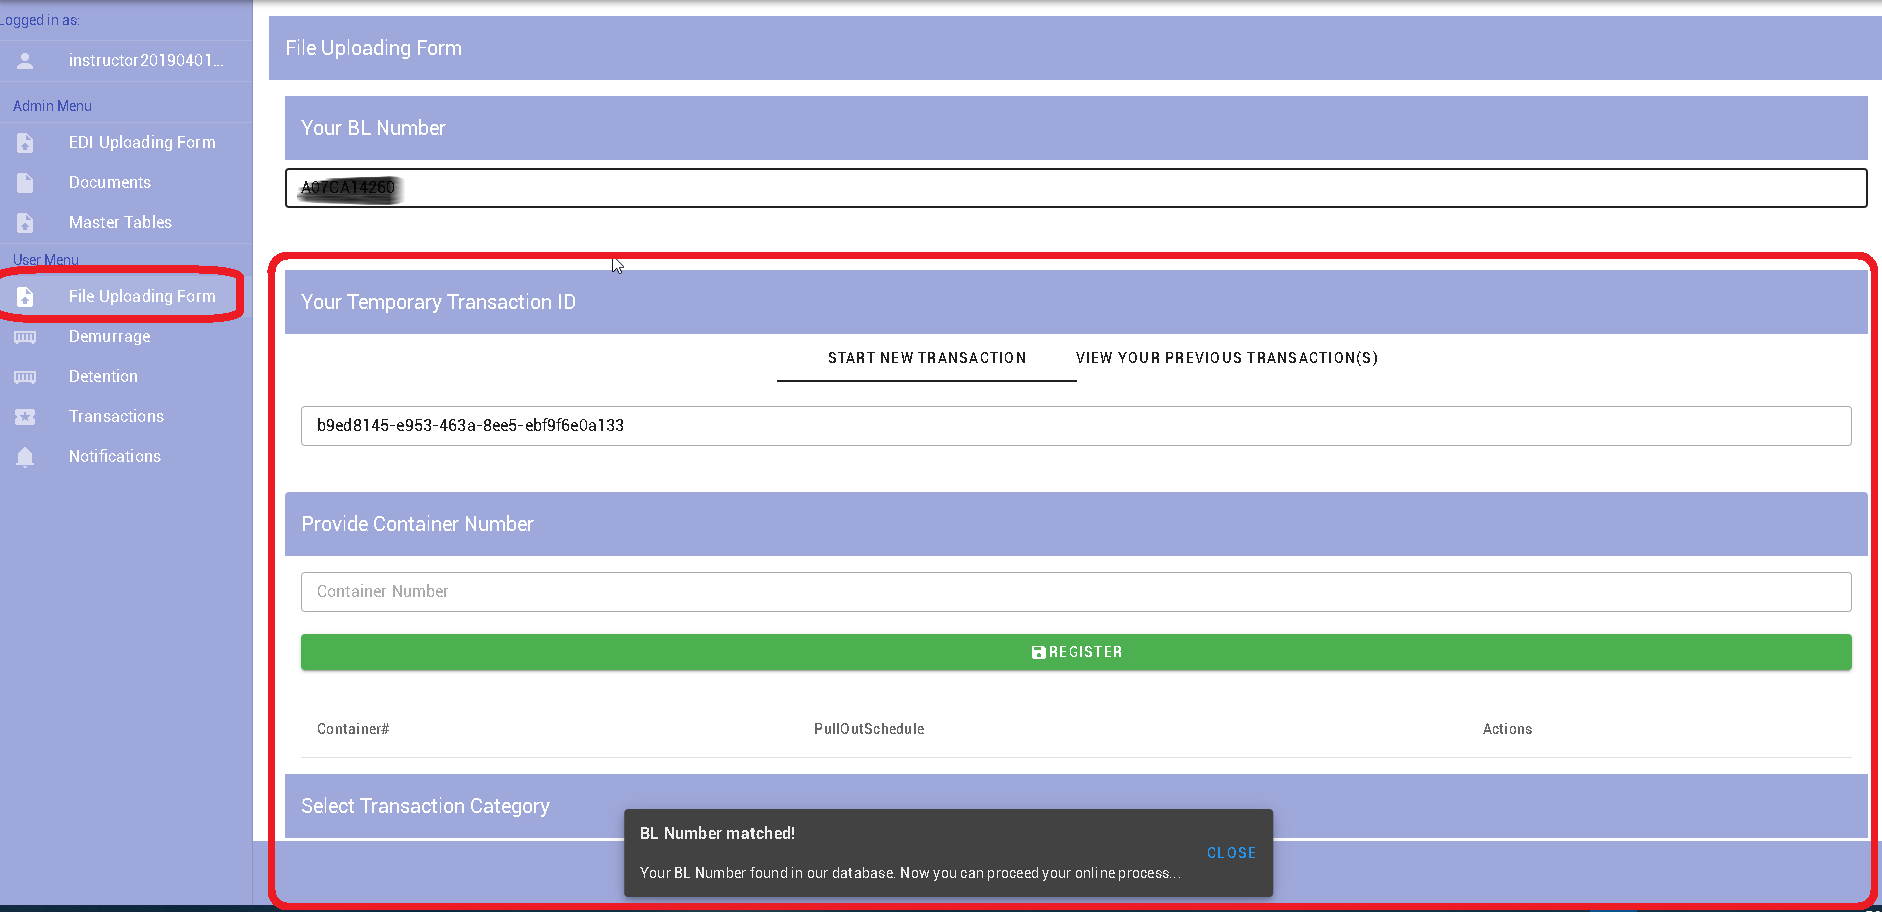 Logged in as:
instructor20190401...
Admin Menu
EDI Uploading Form
Documents
Master Tables
User Menu
File Uploading Form
Demurrage
Detention
Transactions
Notifications
File Uploading Form
Your BL Number
A07CA14260
Your Temporary Transaction ID
START NEW TRANSACTION VIEW YOUR PREVIOUS TRANSACTION(S)
b9ed8145-e953-463a-8ee5-ebf9f6e0a133
Provide Container Number
Container Number
REGISTER
Container# PullOutSchedule Actions
Select Transaction Category
BL Number matched!
Your BL Number found in our database. Now you can proceed your online process...
CLOSE